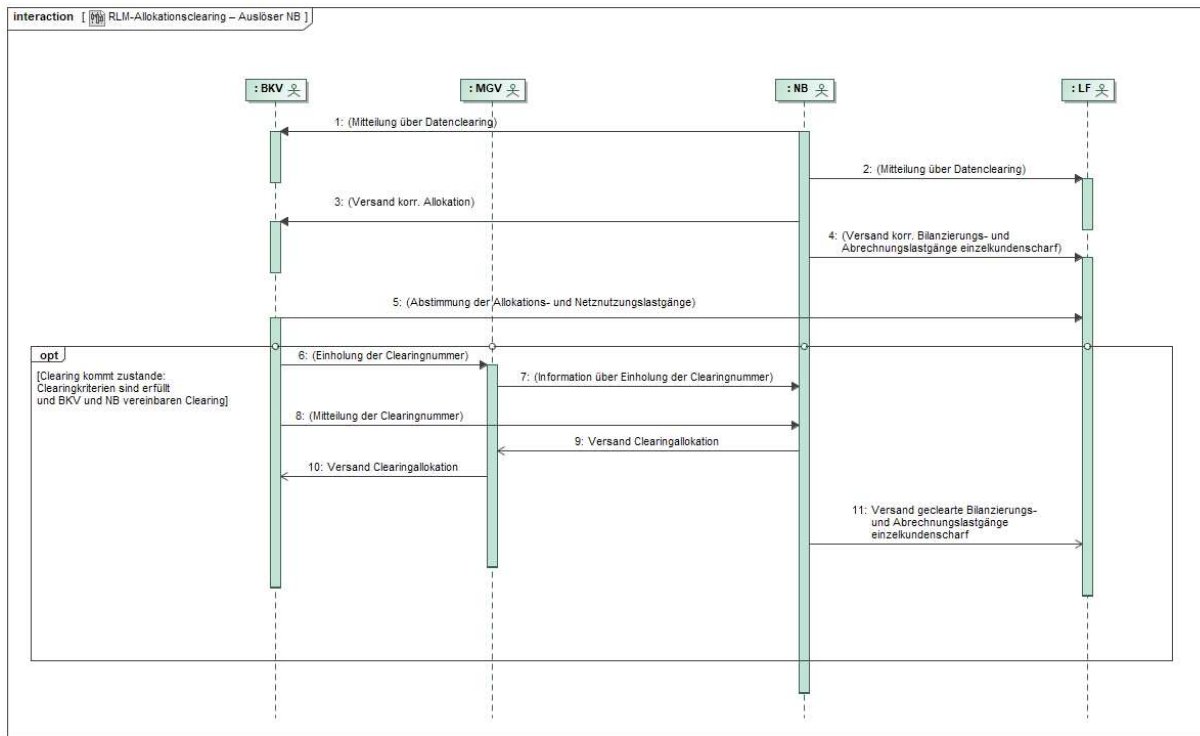 interaction [ RLM-Allokationsclearing – Auslöser NB ]
: BKV
: MGV
: NB
: LF
1: (Mitteilung über Datenclearing)
2: (Mitteilung über Datenclearing)
3: (Versand korr. Allokation)
4: (Versand korr. Bilanzierungs- und
Abrechnungslastgänge einzelkundenscharf)
5: (Abstimmung der Allokations- und Netznutzungslastgänge)
opt
[Clearing kommt zustande:
Clearingkriterien sind erfüllt
und BKV und NB vereinbaren Clearing]
6: (Einholung der Clearingnummer)
7: (Information über Einholung der Clearingnummer)
8: (Mitteilung der Clearingnummer)
9: Versand Clearingallokation
10: Versand Clearingallokation
11: Versand geclearte Bilanzierungs-
und Abrechnungslastgänge
einzelkundenscharf